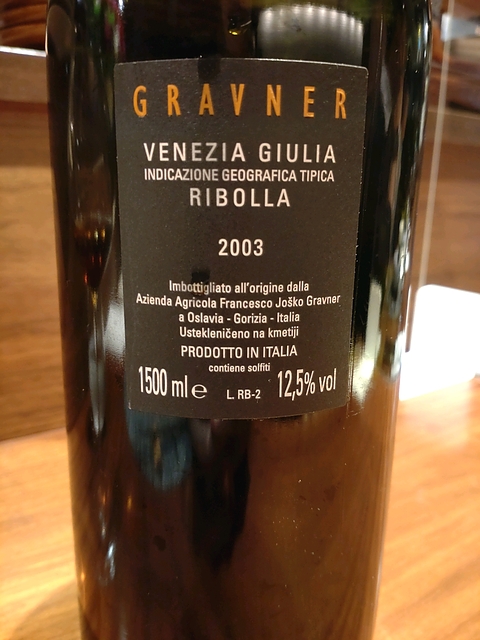 GRAVNER
VENEZIA GIULIA
INDICAZIONE GEOGRAFICA TIPICA
RIBOLLA
2003
Imbottigliato all'origine dalla
Azienda Agricola Francesco Joško Gravner
a Oslavia - Gorizia - Italia
Ustekleničeno na kmetiji
PRODOTTO IN ITALIA
contiene solfiti
1500 ml e L. RB-2 12,5% vol